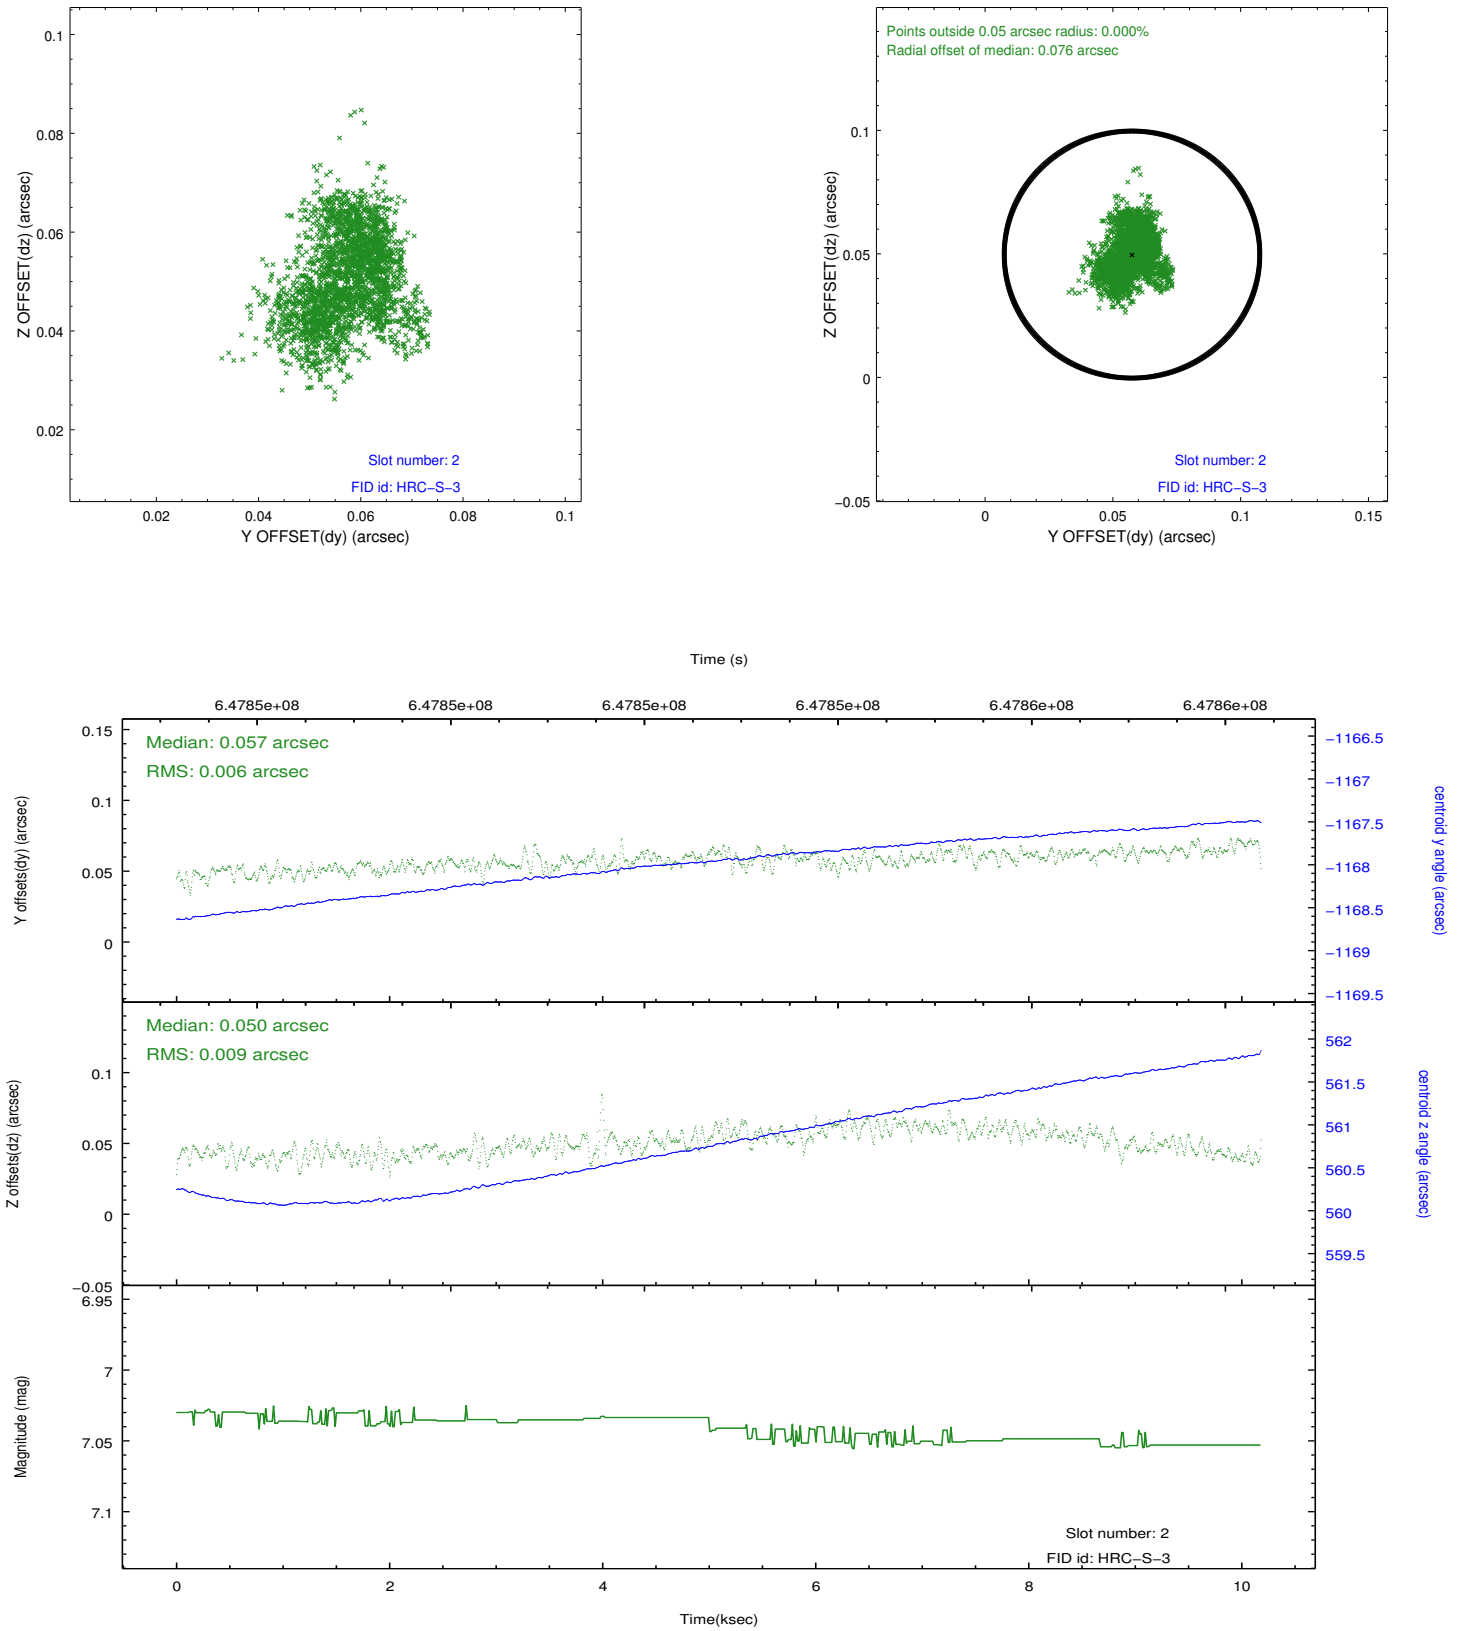 0.1
0.08
0.06
0.04
0.02
Z OFFSET(dz) (arcsec)
Slot number: 2
FID id: HRC−S−3
0.02 0.04 0.06 0.08 0.1
Y OFFSET(dy) (arcsec)
Points outside 0.05 arcsec radius: 0.000%
Radial offset of median: 0.076 arcsec
0.1
0.05
0
−0.05
Z OFFSET(dz) (arcsec)
Slot number: 2
FID id: HRC−S−3
0 0.05 0.1 0.15
Y OFFSET(dy) (arcsec)
Time (s)
6.4785e+08 6.4785e+08 6.4785e+08 6.4785e+08 6.4786e+08 6.4786e+08
Median: 0.057 arcsec
RMS: 0.006 arcsec
0.15
0.1
0.05
0
Y offsets(dy) (arcsec)
−1166.5
−1167
−1167.5
−1168
−1168.5
−1169
−1169.5
centroid y angle (arcsec)
Median: 0.050 arcsec
RMS: 0.009 arcsec
0.1
0.05
0
−0.05
Z offsets(dz) (arcsec)
562
561.5
561
560.5
560
559.5
centroid z angle (arcsec)
6.95
7
7.05
7.1
Magnitude (mag)
Slot number: 2
FID id: HRC−S−3
0 2 4 6 8 10
Time(ksec)